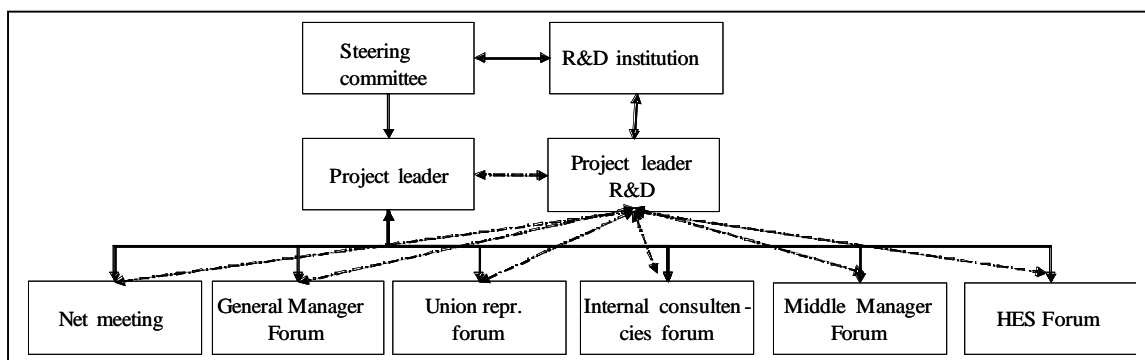 Steering
committee
R&D institution
Project leader
Project leader
R&D
Net meeting
General Manager
Forum
Union repr.
forum
Internal consulten-
cies forum
Middle Manager
Forum
HES Forum